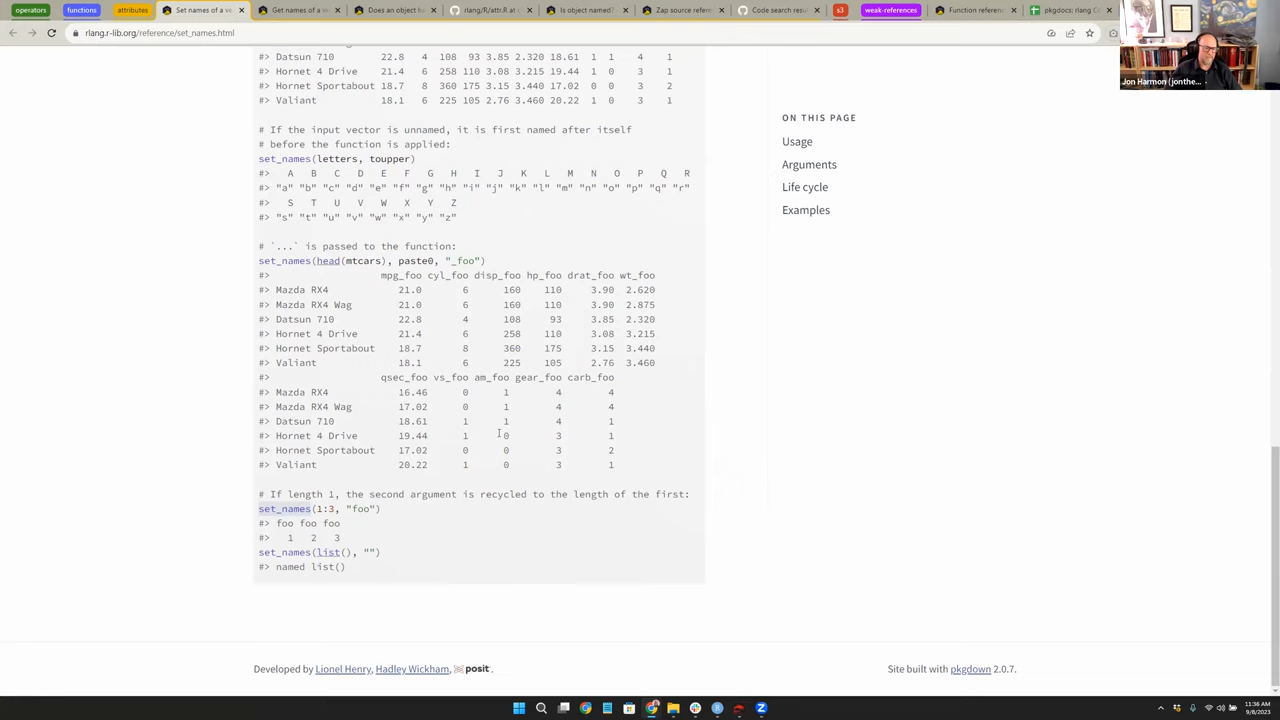 operators
functions
attributes
Set names of a ve
Get names of a v
Does an object h
rlang/R/attr.R at
Is object named?
Zap source refere
Code search resul
s3
weak-references
Function referenc
pkgdocs: rlang Co
rlang.r-lib.org/reference/set_names.html
Jon Harmon (jonthe...
#> Datsun 710 22.8 4 108 93 3.85 2.320 18.61 1 1 4 1
#> Hornet 4 Drive 21.4 6 258 110 3.08 3.215 19.44 1 0 3 1
#> Hornet Sportabout 18.7 8 360 175 3.15 3.440 17.02 0 0 3 2
#> Valiant 18.1 6 225 105 2.76 3.460 20.22 1 0 3 1
# If the input vector is unnamed, it is first named after itself
# before the function is applied:
set_names(letters, toupper)
#> A B C D E F G H I J K L M N O P Q R
#> "a" "b" "c" "d" "e" "f" "g" "h" "i" "j" "k" "l" "m" "n" "o" "p" "q" "r"
#> S T U V W X Y Z
#> "s" "t" "u" "v" "w" "x" "y" "z"
# `...` is passed to the function:
set_names(head(mtcars), paste0, "_foo")
#> mpg_foo cyl_foo disp_foo hp_foo drat_foo wt_foo
#> Mazda RX4 21.0 6 160 110 3.90 2.620
#> Mazda RX4 Wag 21.0 6 160 110 3.90 2.875
#> Datsun 710 22.8 4 108 93 3.85 2.320
#> Hornet 4 Drive 21.4 6 258 110 3.08 3.215
#> Hornet Sportabout 18.7 8 360 175 3.15 3.440
#> Valiant 18.1 6 225 105 2.76 3.460
#> qsec_foo vs_foo am_foo gear_foo carb_foo
#> Mazda RX4 16.46 0 1 4 4
#> Mazda RX4 Wag 17.02 0 1 4 4
#> Datsun 710 18.61 1 1 4 1
#> Hornet 4 Drive 19.44 1 0 3 1
#> Hornet Sportabout 17.02 0 0 3 2
#> Valiant 20.22 1 0 3 1
# If length 1, the second argument is recycled to the length of the first:
set_names(1:3, "foo")
#> foo foo foo
#> 1 2 3
set_names(list(), "")
#> named list()
ON THIS PAGE
Usage
Arguments
Life cycle
Examples
Developed by Lionel Henry, Hadley Wickham, posit.
Site built with pkgdown 2.0.7.
11:36 AM
9/8/2023